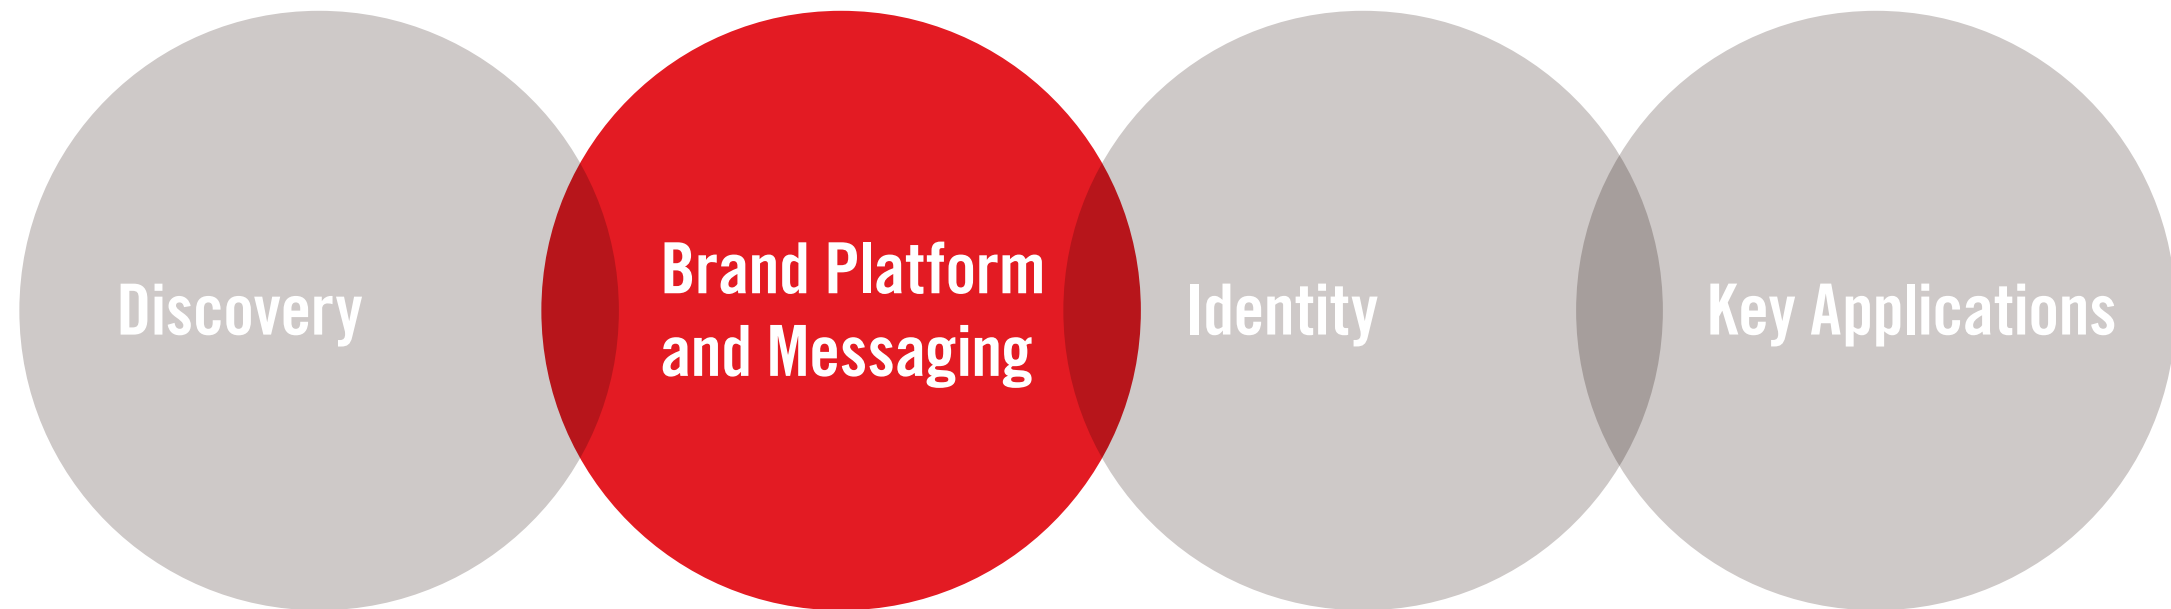 Discovery
Brand Platform
and Messaging
Identity
Key Applications